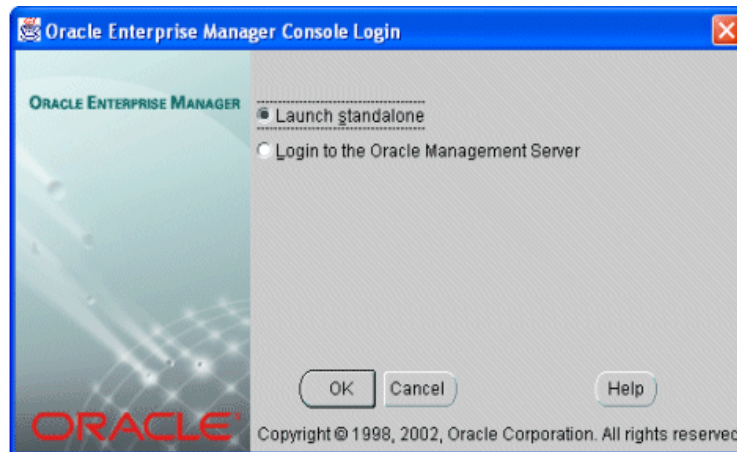 Oracle Enterprise Manager Console Login
ORACLE ENTERPRISE MANAGER
Launch standalone
Login to the Oracle Management Server
OK Cancel Help
ORACLE
Copyright © 1998, 2002, Oracle Corporation. All rights reserved